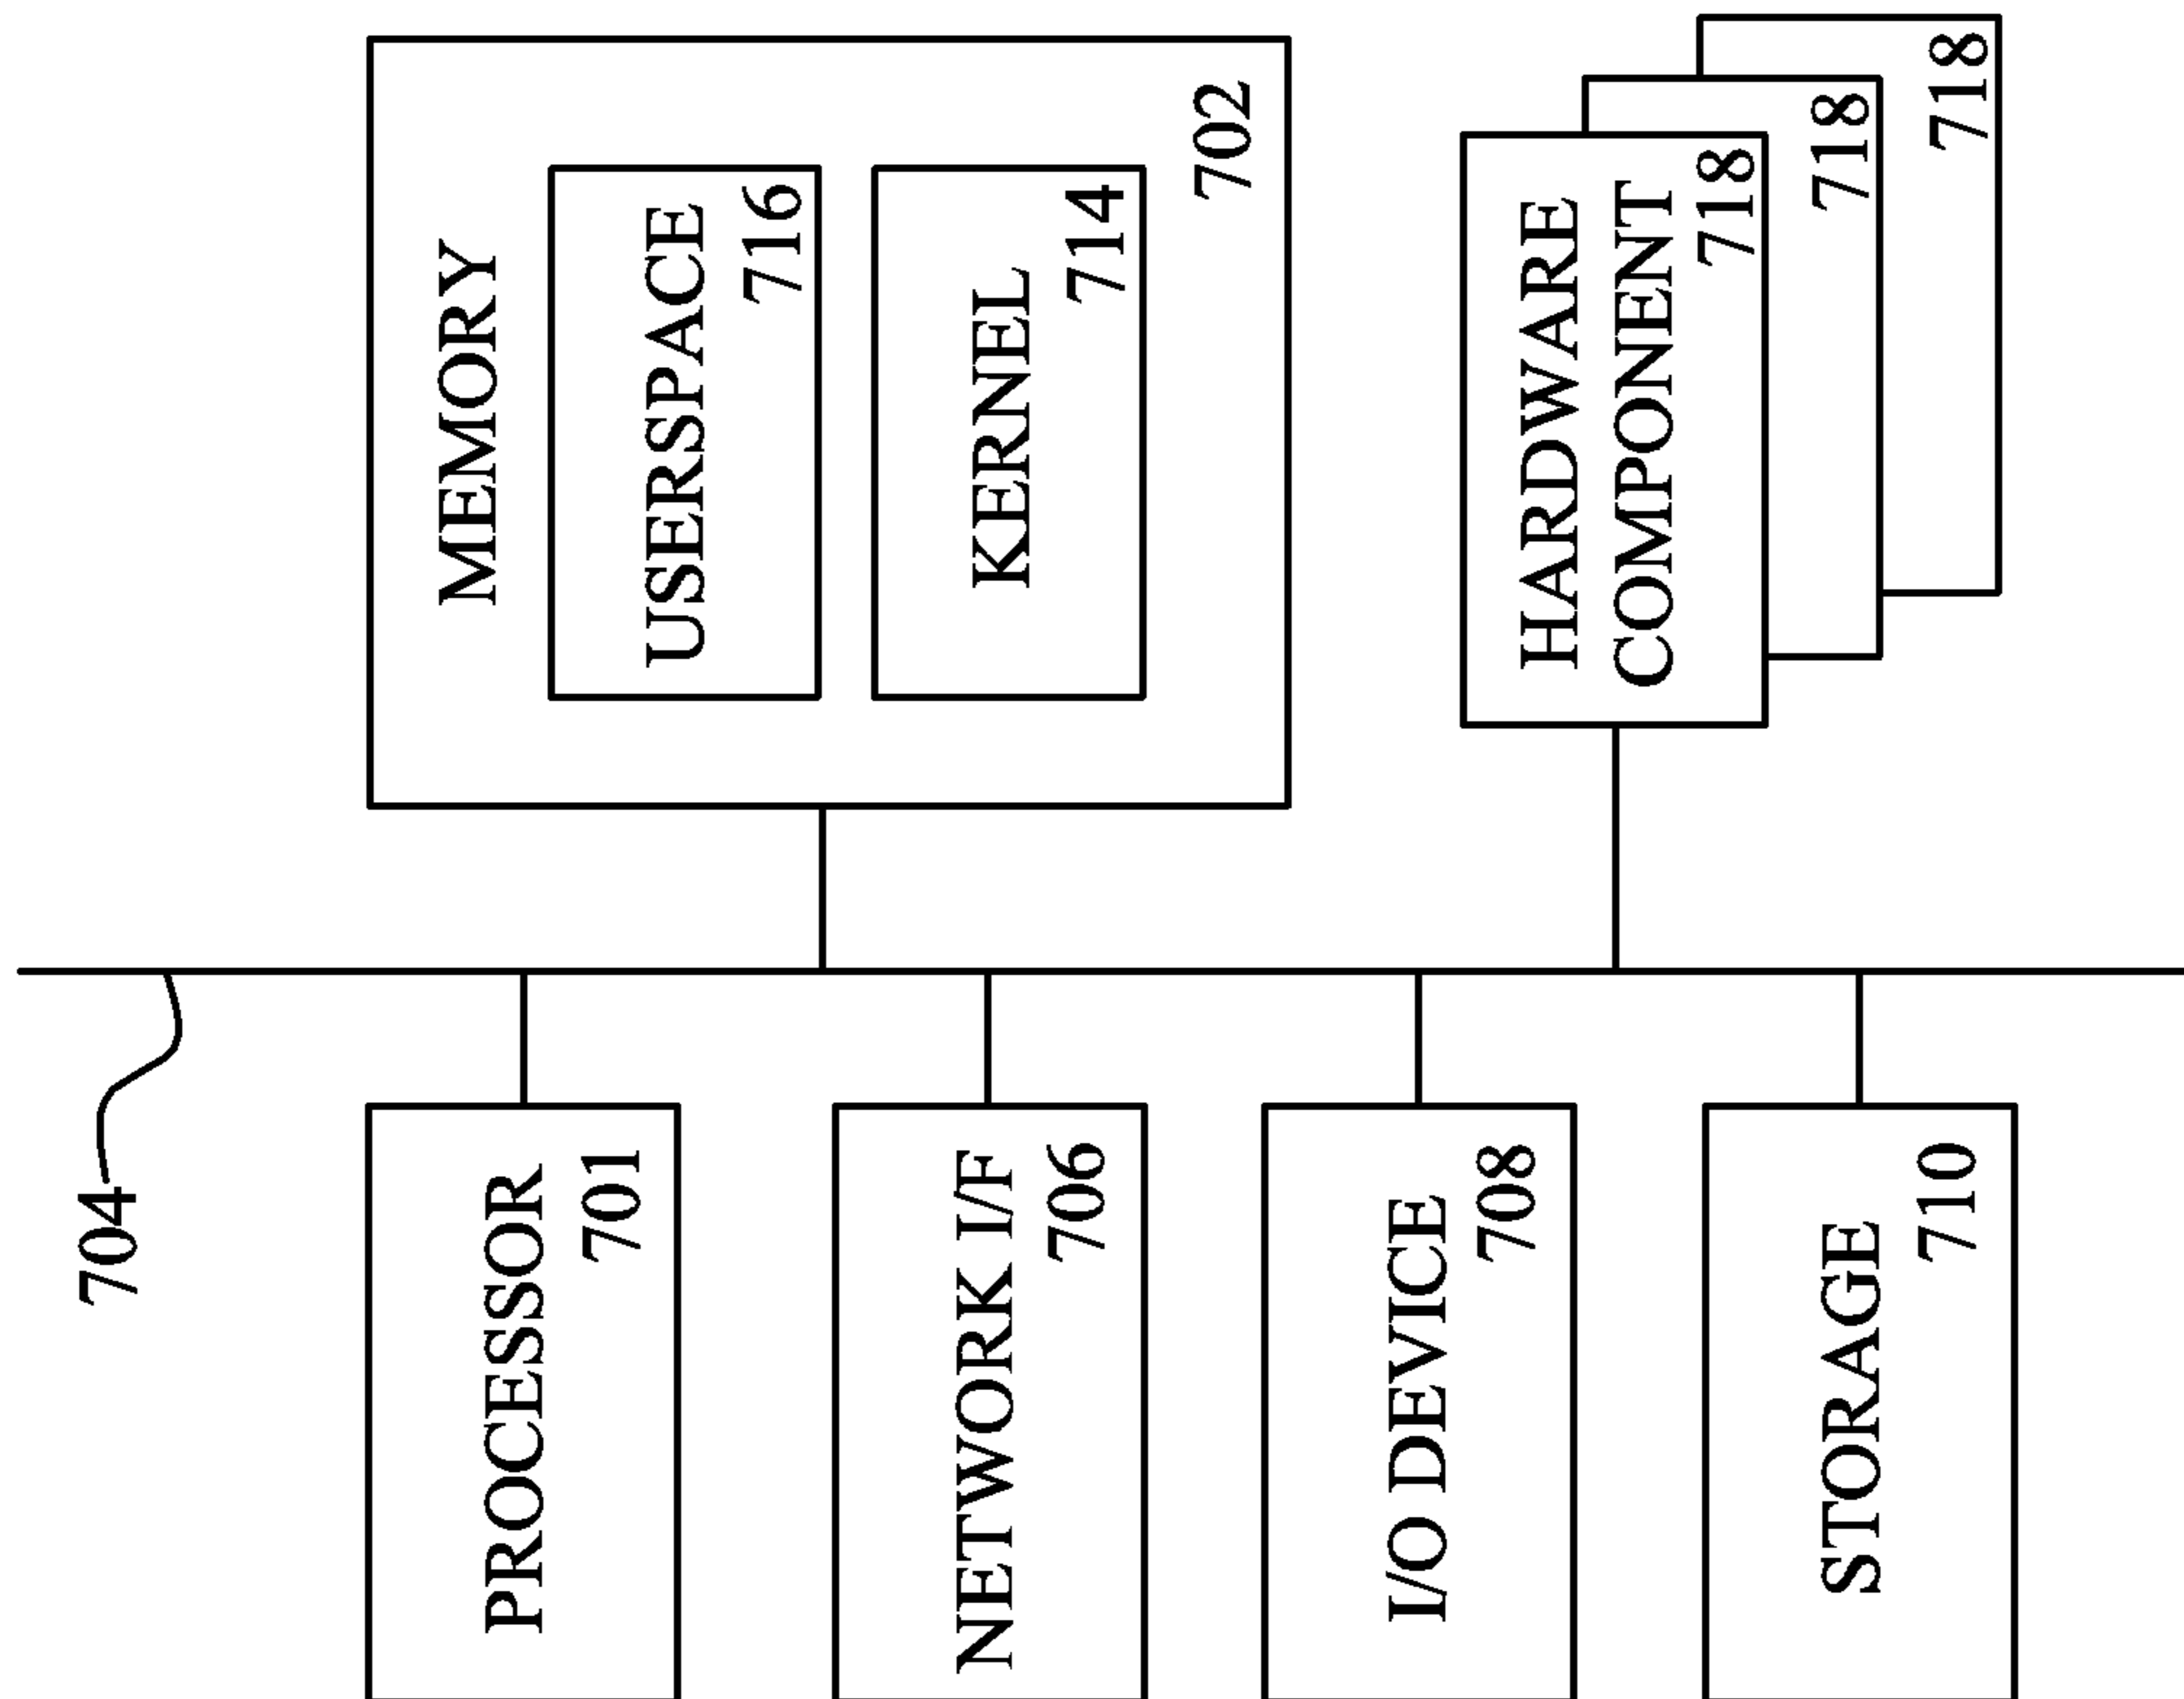 704
PROCESSOR
701
NETWORK I/F
706
I/O DEVICE
708
STORAGE
710
MEMORY
USERSPACE
716
KERNEL
714
702
HARDWARE
COMPONENT
718
718
718